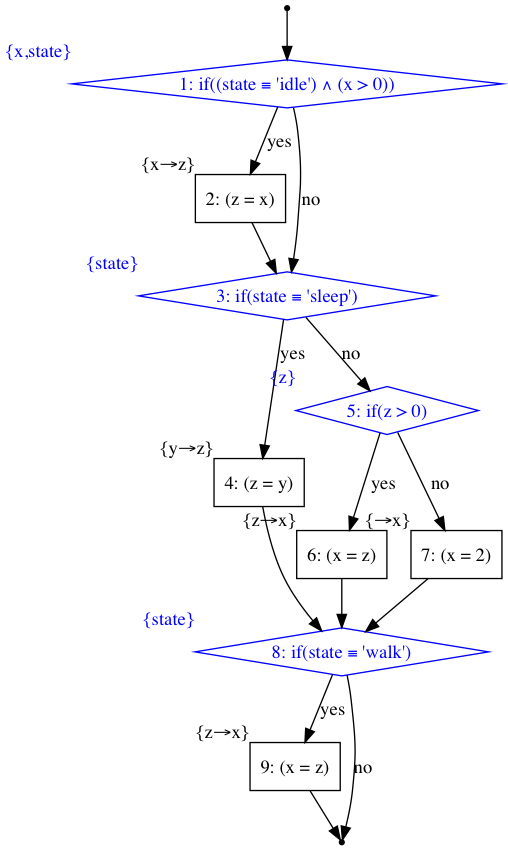 {x,state}
1: if((state ≡ 'idle') ∧ (x > 0))
yes
{x→z}
2: (z = x)
no
{state}
3: if(state ≡ 'sleep')
yes
no
{z}
5: if(z > 0)
{y→z}
4: (z = y)
yes
no
{z→x}
{→x}
6: (x = z)
7: (x = 2)
{state}
8: if(state ≡ 'walk')
yes
{z→x}
9: (x = z)
no